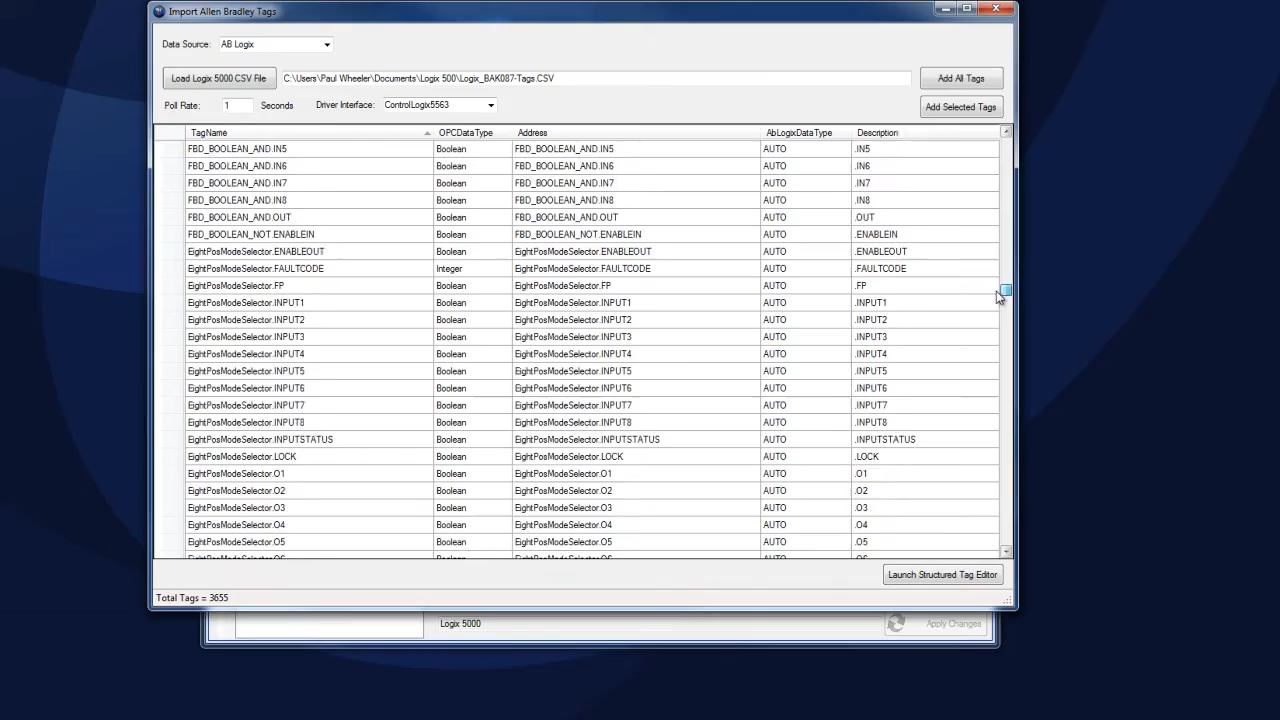 Import Allen Bradley Tags
Data Source: AB Logix
Load Logix 5000 CSV File C:\Users\Paul Wheeler\Documents\Logix 500\Logix_BAK087-Tags.CSV Add All Tags
Poll Rate: 1 Seconds Driver Interface: ControlLogix5563 Add Selected Tags
TagName OPCDataType Address AbLogixDataType Description
FBD_BOOLEAN_AND.IN5 Boolean FBD_BOOLEAN_AND.IN5 AUTO .IN5
FBD_BOOLEAN_AND.IN6 Boolean FBD_BOOLEAN_AND.IN6 AUTO .IN6
FBD_BOOLEAN_AND.IN7 Boolean FBD_BOOLEAN_AND.IN7 AUTO .IN7
FBD_BOOLEAN_AND.IN8 Boolean FBD_BOOLEAN_AND.IN8 AUTO .IN8
FBD_BOOLEAN_AND.OUT Boolean FBD_BOOLEAN_AND.OUT AUTO .OUT
FBD_BOOLEAN_NOT.ENABLEIN Boolean FBD_BOOLEAN_AND.ENABLEIN AUTO .ENABLEIN
EightPosModeSelector.ENABLEOUT Boolean EightPosModeSelector.ENABLEOUT AUTO .ENABLEOUT
EightPosModeSelector.FAULTCODE Integer EightPosModeSelector.FAULTCODE AUTO .FAULTCODE
EightPosModeSelector.FP Boolean EightPosModeSelector.FP AUTO .FP
EightPosModeSelector.INPUT1 Boolean EightPosModeSelector.INPUT1 AUTO .INPUT1
EightPosModeSelector.INPUT2 Boolean EightPosModeSelector.INPUT2 AUTO .INPUT2
EightPosModeSelector.INPUT3 Boolean EightPosModeSelector.INPUT3 AUTO .INPUT3
EightPosModeSelector.INPUT4 Boolean EightPosModeSelector.INPUT4 AUTO .INPUT4
EightPosModeSelector.INPUT5 Boolean EightPosModeSelector.INPUT5 AUTO .INPUT5
EightPosModeSelector.INPUT6 Boolean EightPosModeSelector.INPUT6 AUTO .INPUT6
EightPosModeSelector.INPUT7 Boolean EightPosModeSelector.INPUT7 AUTO .INPUT7
EightPosModeSelector.INPUT8 Boolean EightPosModeSelector.INPUT8 AUTO .INPUT8
EightPosModeSelector.INPUTSTATUS Boolean EightPosModeSelector.INPUTSTATUS AUTO .INPUTSTATUS
EightPosModeSelector.LOCK Boolean EightPosModeSelector.LOCK AUTO .LOCK
EightPosModeSelector.O1 Boolean EightPosModeSelector.O1 AUTO .O1
EightPosModeSelector.O2 Boolean EightPosModeSelector.O2 AUTO .O2
EightPosModeSelector.O3 Boolean EightPosModeSelector.O3 AUTO .O3
EightPosModeSelector.O4 Boolean EightPosModeSelector.O4 AUTO .O4
EightPosModeSelector.O5 Boolean EightPosModeSelector.O5 AUTO .O5
Launch Structured Tag Editor
Total Tags = 3655
Logix 5000 Apply Changes